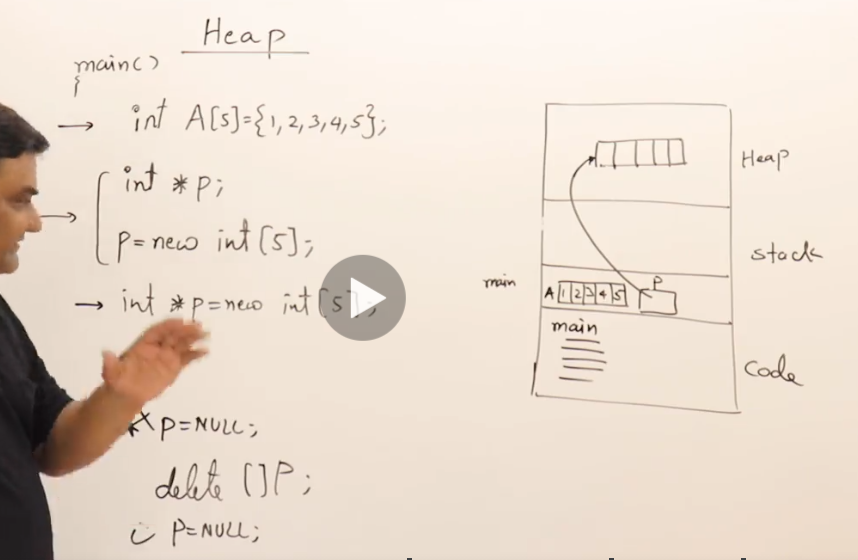 Heap
main()
{
→ int A[5]={1,2,3,4,5};
int *p;
→
p=new int[5];
→ int *p=new int[5];
p=NULL;
delete []P;
p=NULL;
Heap
stack
main
A 1 2 3 4 5
P
main
code